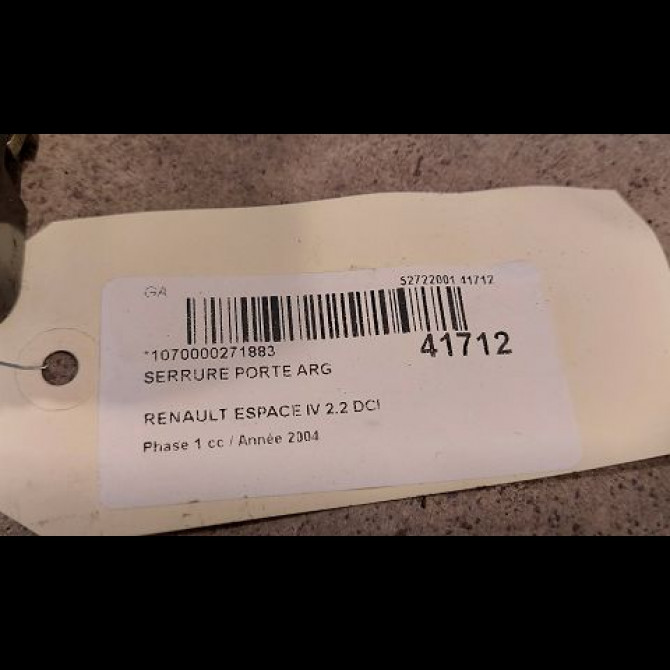 GA 52722001 41712
*1070000271883 41712
SERRURE PORTE ARG
RENAULT ESPACE IV 2.2 DCI
Phase 1 cc / Année 2004